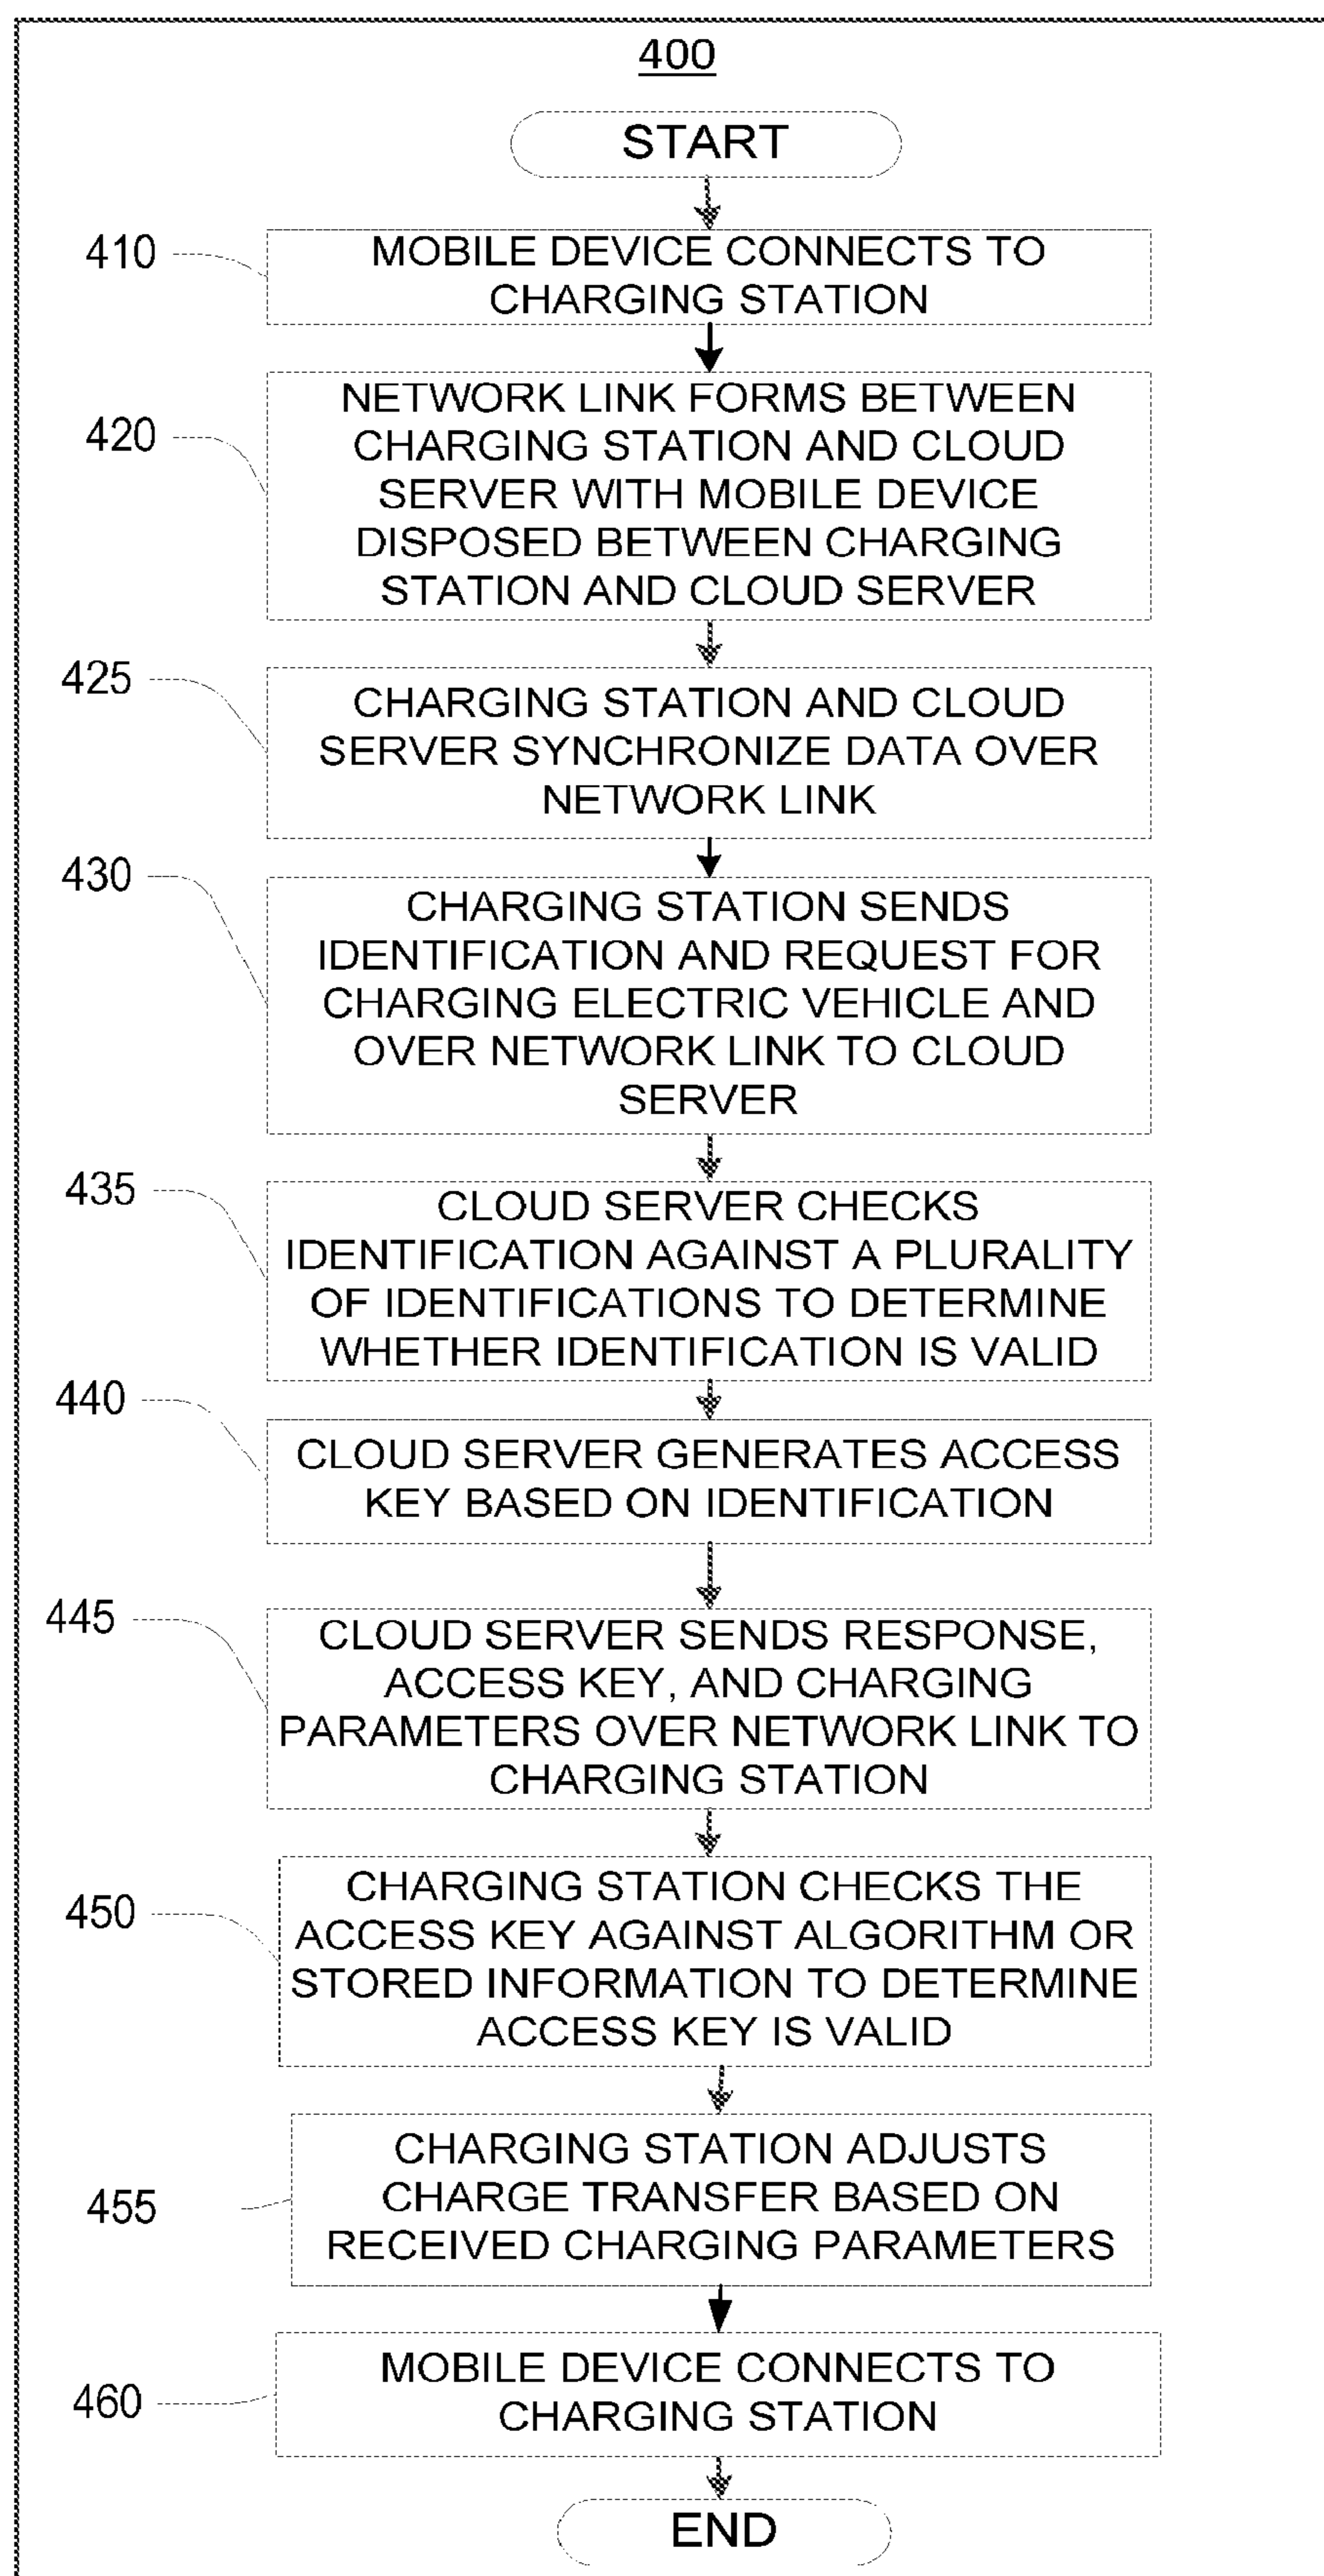 400
START
410
MOBILE DEVICE CONNECTS TO
CHARGING STATION
420
NETWORK LINK FORMS BETWEEN
CHARGING STATION AND CLOUD
SERVER WITH MOBILE DEVICE
DISPOSED BETWEEN CHARGING
STATION AND CLOUD SERVER
425
CHARGING STATION AND CLOUD
SERVER SYNCHRONIZE DATA OVER
NETWORK LINK
430
CHARGING STATION SENDS
IDENTIFICATION AND REQUEST FOR
CHARGING ELECTRIC VEHICLE AND
OVER NETWORK LINK TO CLOUD
SERVER
435
CLOUD SERVER CHECKS
IDENTIFICATION AGAINST A PLURALITY
OF IDENTIFICATIONS TO DETERMINE
WHETHER IDENTIFICATION IS VALID
440
CLOUD SERVER GENERATES ACCESS
KEY BASED ON IDENTIFICATION
445
CLOUD SERVER SENDS RESPONSE,
ACCESS KEY, AND CHARGING
PARAMETERS OVER NETWORK LINK TO
CHARGING STATION
450
CHARGING STATION CHECKS THE
ACCESS KEY AGAINST ALGORITHM OR
STORED INFORMATION TO DETERMINE
ACCESS KEY IS VALID
455
CHARGING STATION ADJUSTS
CHARGE TRANSFER BASED ON
RECEIVED CHARGING PARAMETERS
460
MOBILE DEVICE CONNECTS TO
CHARGING STATION
END